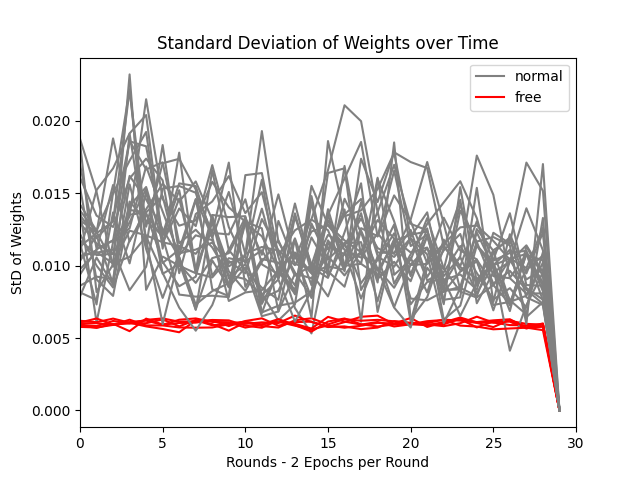 Standard Deviation of Weights over Time
normal
free
StD of Weights
0.020
0.015
0.010
0.005
0.000
0 5 10 15 20 25 30
Rounds - 2 Epochs per Round